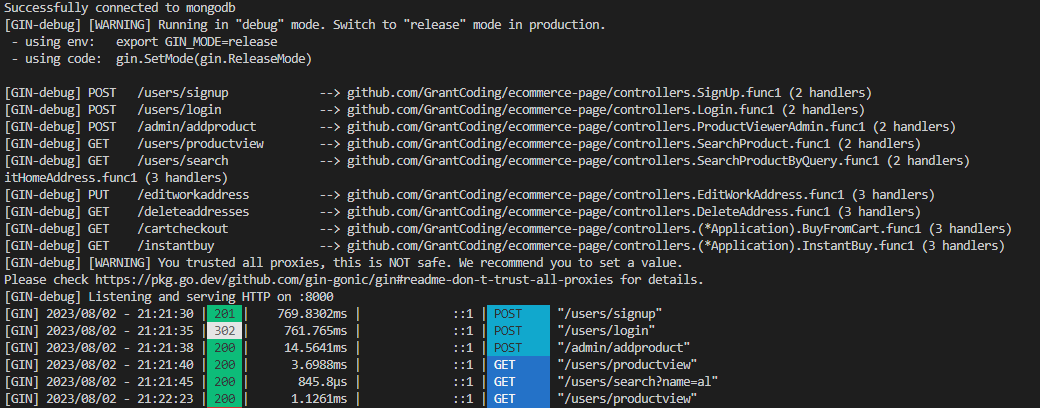 Successfully connected to mongodb
[GIN-debug] [WARNING] Running in "debug" mode. Switch to "release" mode in production.
 - using env:   export GIN_MODE=release
 - using code:  gin.SetMode(gin.ReleaseMode)

[GIN-debug] POST   /users/signup             --> github.com/GrantCoding/ecommerce-page/controllers.SignUp.func1 (2 handlers)
[GIN-debug] POST   /users/login              --> github.com/GrantCoding/ecommerce-page/controllers.Login.func1 (2 handlers)
[GIN-debug] POST   /admin/addproduct         --> github.com/GrantCoding/ecommerce-page/controllers.ProductViewerAdmin.func1 (2 handlers)
[GIN-debug] GET    /users/productview        --> github.com/GrantCoding/ecommerce-page/controllers.SearchProduct.func1 (2 handlers)
[GIN-debug] GET    /users/search             --> github.com/GrantCoding/ecommerce-page/controllers.SearchProductByQuery.func1 (2 handlers)
itHomeAddress.func1 (3 handlers)
[GIN-debug] PUT    /editworkaddress          --> github.com/GrantCoding/ecommerce-page/controllers.EditWorkAddress.func1 (3 handlers)
[GIN-debug] GET    /deleteaddresses          --> github.com/GrantCoding/ecommerce-page/controllers.DeleteAddress.func1 (3 handlers)
[GIN-debug] GET    /cartcheckout             --> github.com/GrantCoding/ecommerce-page/controllers.(*Application).BuyFromCart.func1 (3 handlers)
[GIN-debug] GET    /instantbuy               --> github.com/GrantCoding/ecommerce-page/controllers.(*Application).InstantBuy.func1 (3 handlers)
[GIN-debug] [WARNING] You trusted all proxies, this is NOT safe. We recommend you to set a value.
Please check https://pkg.go.dev/github.com/gin-gonic/gin#readme-don-t-trust-all-proxies for details.
[GIN-debug] Listening and serving HTTP on :8000
[GIN] 2023/08/02 - 21:21:30 | 201 |    769.8302ms |             ::1 | POST     "/users/signup"
[GIN] 2023/08/02 - 21:21:35 | 302 |     761.765ms |             ::1 | POST     "/users/login"
[GIN] 2023/08/02 - 21:21:38 | 200 |     14.5641ms |             ::1 | POST     "/admin/addproduct"
[GIN] 2023/08/02 - 21:21:40 | 200 |      3.6988ms |             ::1 | GET      "/users/productview"
[GIN] 2023/08/02 - 21:21:45 | 200 |       845.8µs |             ::1 | GET      "/users/search?name=al"
[GIN] 2023/08/02 - 21:22:23 | 200 |      1.1261ms |             ::1 | GET      "/users/productview"